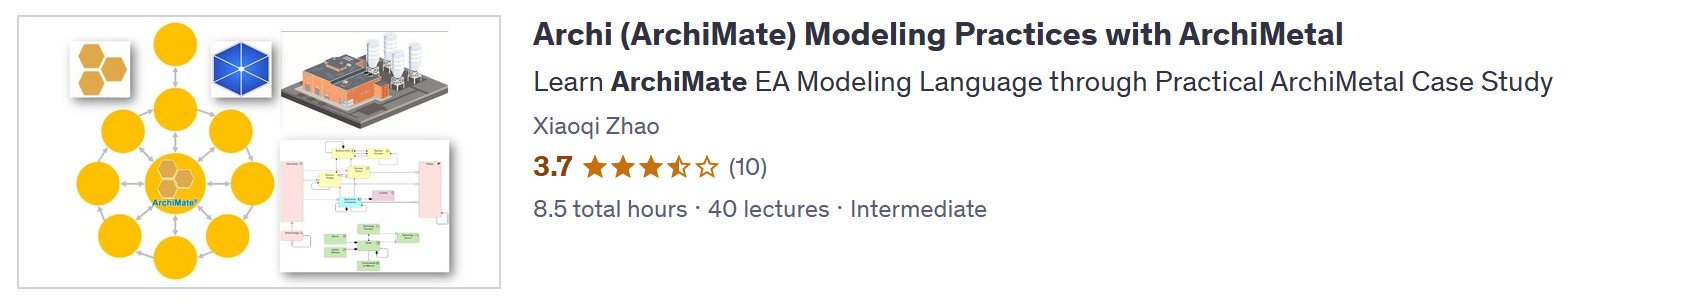 Archi (ArchiMate) Modeling Practices with ArchiMetal
Learn ArchiMate EA Modeling Language through Practical ArchiMetal Case Study
Xiaoqi Zhao
3.7 (10)
8.5 total hours · 40 lectures · Intermediate
ArchiMate®